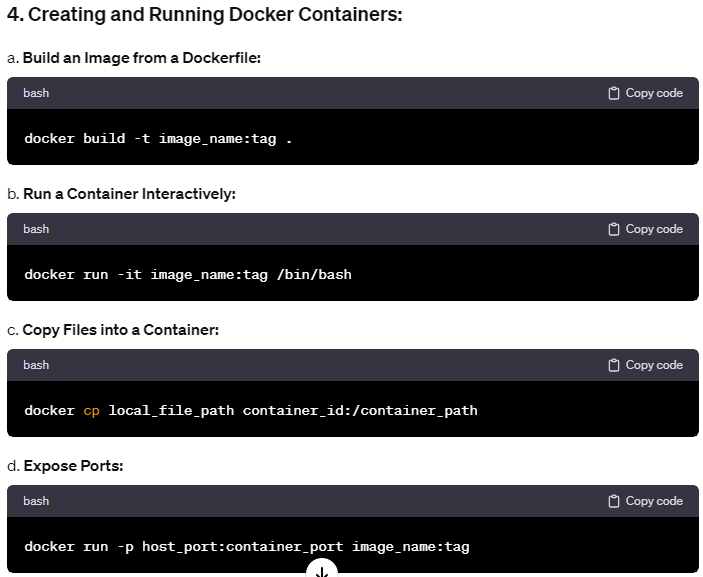 4. Creating and Running Docker Containers:
a. Build an Image from a Dockerfile:
bash
Copy code
docker build -t image_name:tag .
b. Run a Container Interactively:
bash
Copy code
docker run -it image_name:tag /bin/bash
c. Copy Files into a Container:
bash
Copy code
docker cp local_file_path container_id:/container_path
d. Expose Ports:
bash
Copy code
docker run -p host_port:container_port image_name:tag